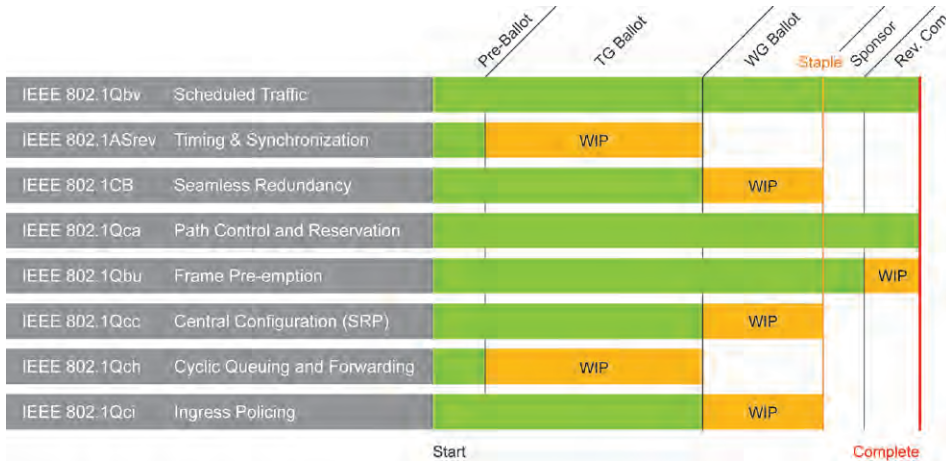 Pre-Ballot
TG Ballot
WG Ballot
Staple
Sponsor
Rev. Com
IEEE 802.1Qbv Scheduled Traffic
IEEE 802.1ASrev Timing & Synchronization WIP
IEEE 802.1CB Seamless Redundancy WIP
IEEE 802.1Qca Path Control and Reservation
IEEE 802.1Qbu Frame Pre-emption WIP
IEEE 802.1Qcc Central Configuration (SRP) WIP
IEEE 802.1Qch Cyclic Queuing and Forwarding WIP
IEEE 802.1Qci Ingress Policing WIP
Start Complete